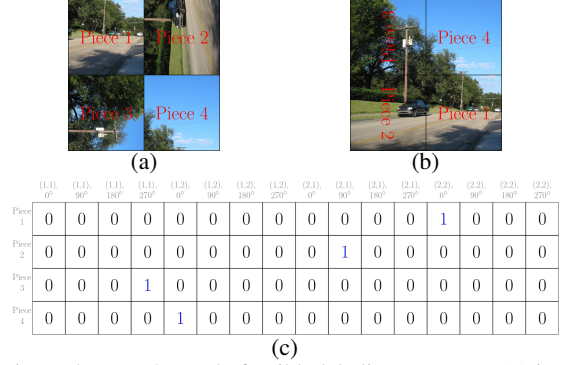 Piece 1 Piece 2
Piece 3 Piece 4
(a)
Piece 3 Piece 4
Piece 2 Piece 1
(b)
(1,1), (1,1), (1,1), (1,1), (1,2), (1,2), (1,2), (1,2), (2,1), (2,1), (2,1), (2,1), (2,2), (2,2), (2,2), (2,2),
0° 90° 180° 270° 0° 90° 180° 270° 0° 90° 180° 270° 0° 90° 180° 270°
Piece
1 0 0 0 0 0 0 0 0 0 0 0 0 1 0 0 0
Piece
2 0 0 0 0 0 0 0 0 0 1 0 0 0 0 0 0
Piece
3 0 0 0 1 0 0 0 0 0 0 0 0 0 0 0 0
Piece
4 0 0 0 0 1 0 0 0 0 0 0 0 0 0 0 0
(c)